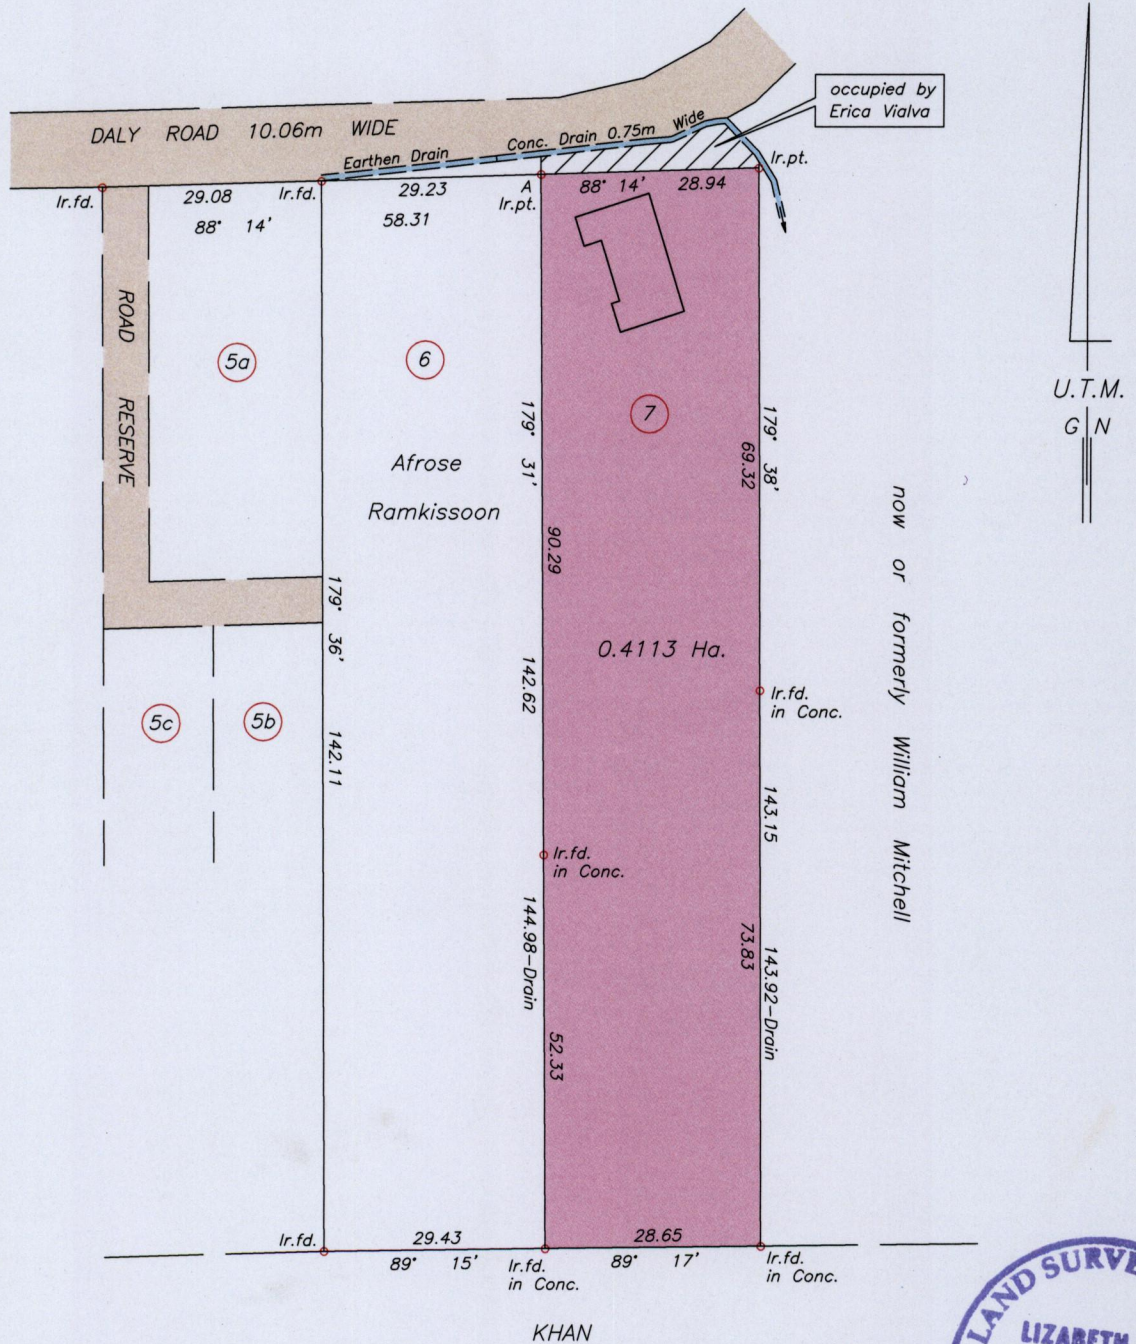 occupied by
Erica Vialva
DALY ROAD 10.06m WIDE
Earthen Drain
Conc. Drain 0.75m Wide
Ir.fd.
29.08
88° 14'
Ir.fd.
29.23
58.31
A
Ir.pt.
88° 14' 28.94
Ir.pt.
U.T.M.
G N
ROAD RESERVE
5a
6
7
Afrose
Ramkissoon
179° 31'
90.29
142.62
144.98-Drain
52.33
179° 38'
69.32
143.15
73.83
143.92-Drain
0.4113 Ha.
now or formerly William Mitchell
179° 36'
142.11
5c
5b
Ir.fd.
in Conc.
Ir.fd.
in Conc.
Ir.fd.
29.43
89° 15'
Ir.fd.
in Conc.
28.65
89° 17'
Ir.fd.
in Conc.
KHAN
LAND SURVE
LIZABETH